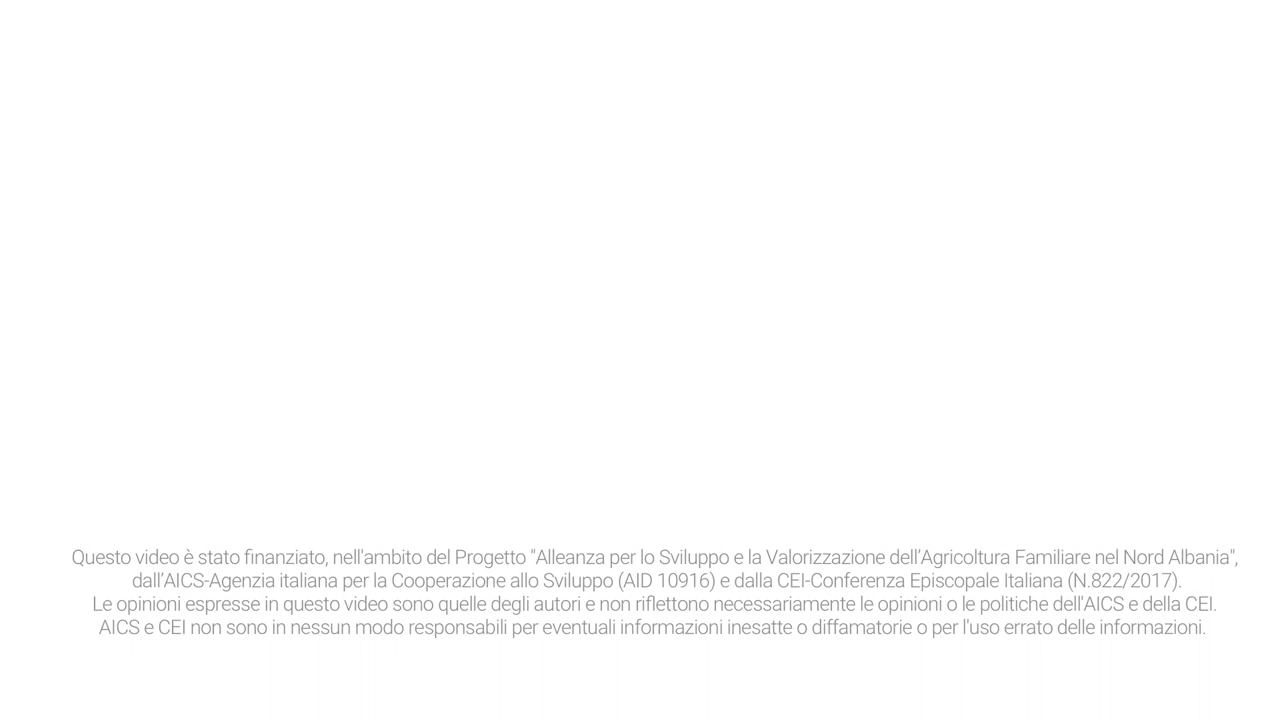 Questo video è stato finanziato, nell'ambito del Progetto "Alleanza per lo Sviluppo e la Valorizzazione dell’Agricoltura Familiare nel Nord Albania",
dall’AICS-Agenzia italiana per la Cooperazione allo Sviluppo (AID 10916) e dalla CEI-Conferenza Episcopale Italiana (N.822/2017).
Le opinioni espresse in questo video sono quelle degli autori e non riflettono necessariamente le opinioni o le politiche dell'AICS e della CEI.
AICS e CEI non sono in nessun modo responsabili per eventuali informazioni inesatte o diffamatorie o per l'uso errato delle informazioni.